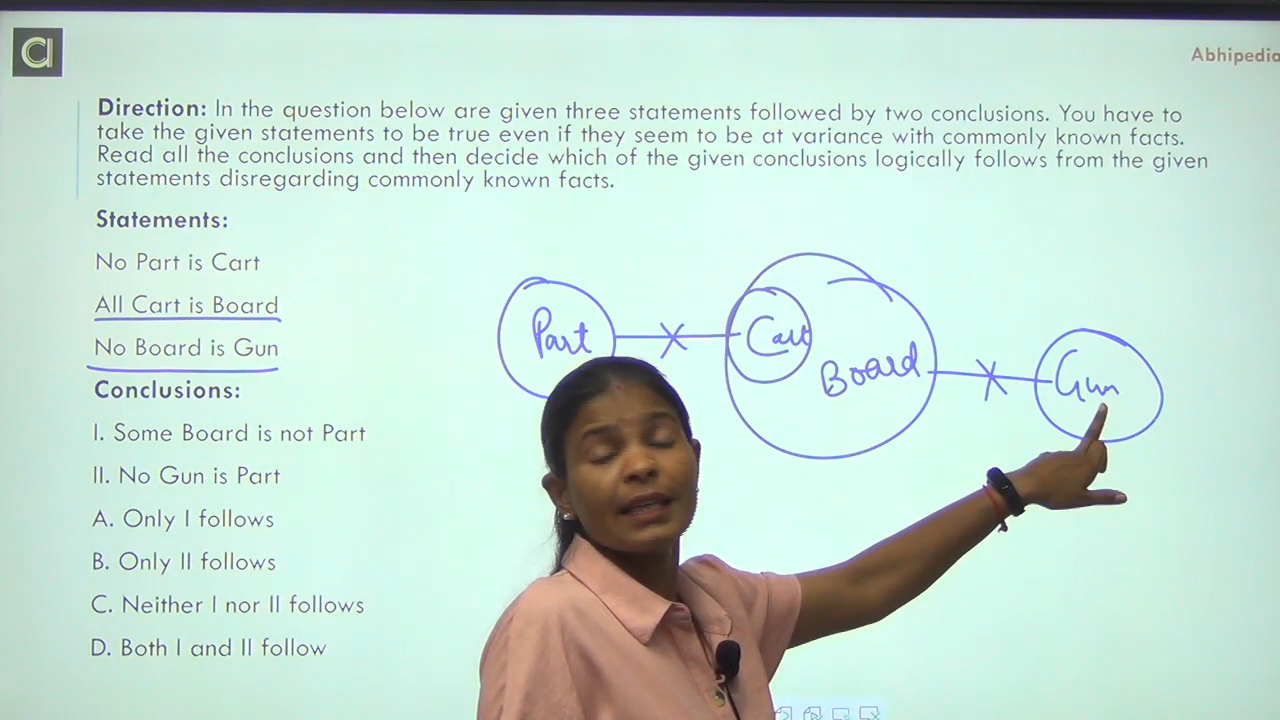 Abhipedia
Direction: In the question below are given three statements followed by two conclusions. You have to
take the given statements to be true even if they seem to be at variance with commonly known facts.
Read all the conclusions and then decide which of the given conclusions logically follows from the given
statements disregarding commonly known facts.
Statements:
No Part is Cart
All Cart is Board
No Board is Gun
Conclusions:
I. Some Board is not Part
II. No Gun is Part
A. Only I follows
B. Only II follows
C. Neither I nor II follows
D. Both I and II follow
Part
Cart
Board
Gun